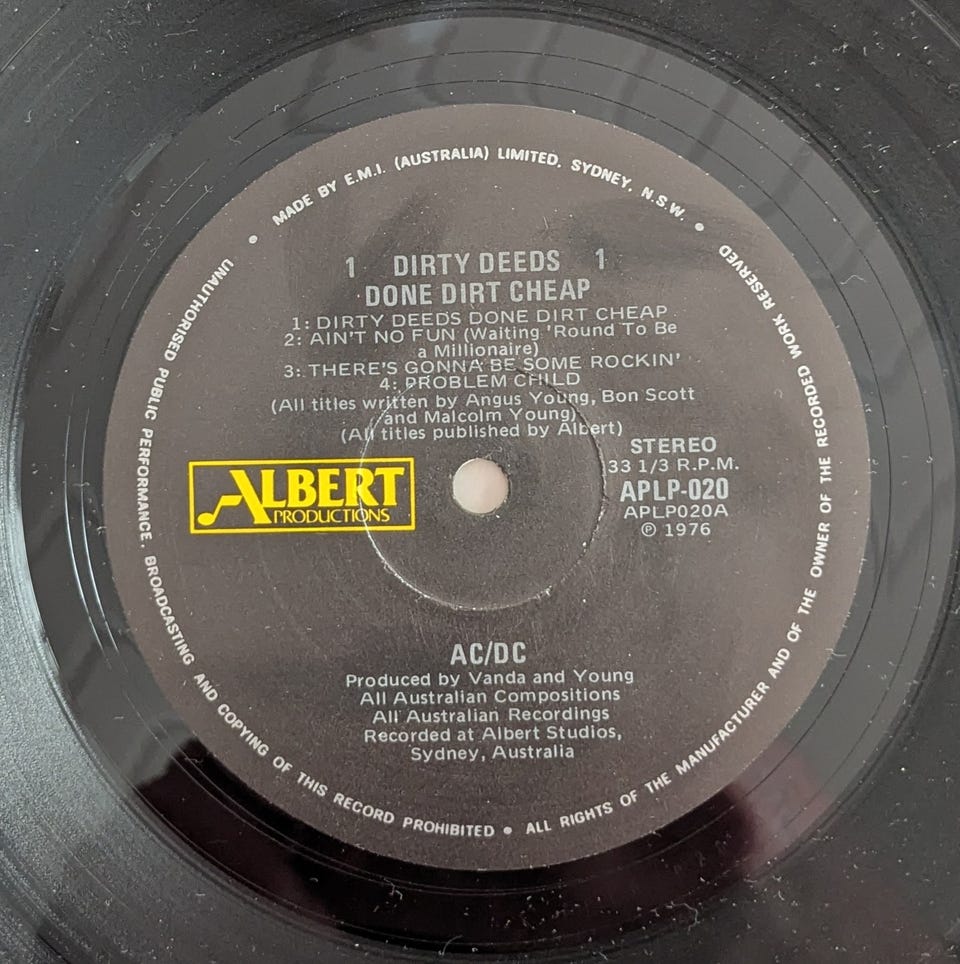 MADE BY E.M.I. (AUSTRALIA) LIMITED, SYDNEY, N.S.W.
1 DIRTY DEEDS 1
DONE DIRT CHEAP
1: DIRTY DEEDS DONE DIRT CHEAP
2: AIN'T NO FUN (Waiting 'Round To Be
a Millionaire)
3: THERE'S GONNA BE SOME ROCKIN'
4: PROBLEM CHILD
(All titles written by Angus Young, Bon Scott
and Malcolm Young)
(All titles published by Albert)
STEREO
33 1/3 R.P.M.
APLP-020
APLP020A
℗ 1976
ALBERT
PRODUCTIONS
AC/DC
Produced by Vanda and Young
All Australian Compositions
All Australian Recordings
Recorded at Albert Studios,
Sydney, Australia
UNAUTHORISED PUBLIC PERFORMANCE, BROADCASTING AND COPYING OF THIS RECORD PROHIBITED • ALL RIGHTS OF THE MANUFACTURER AND OF THE OWNER OF THE RECORDED WORK RESERVED